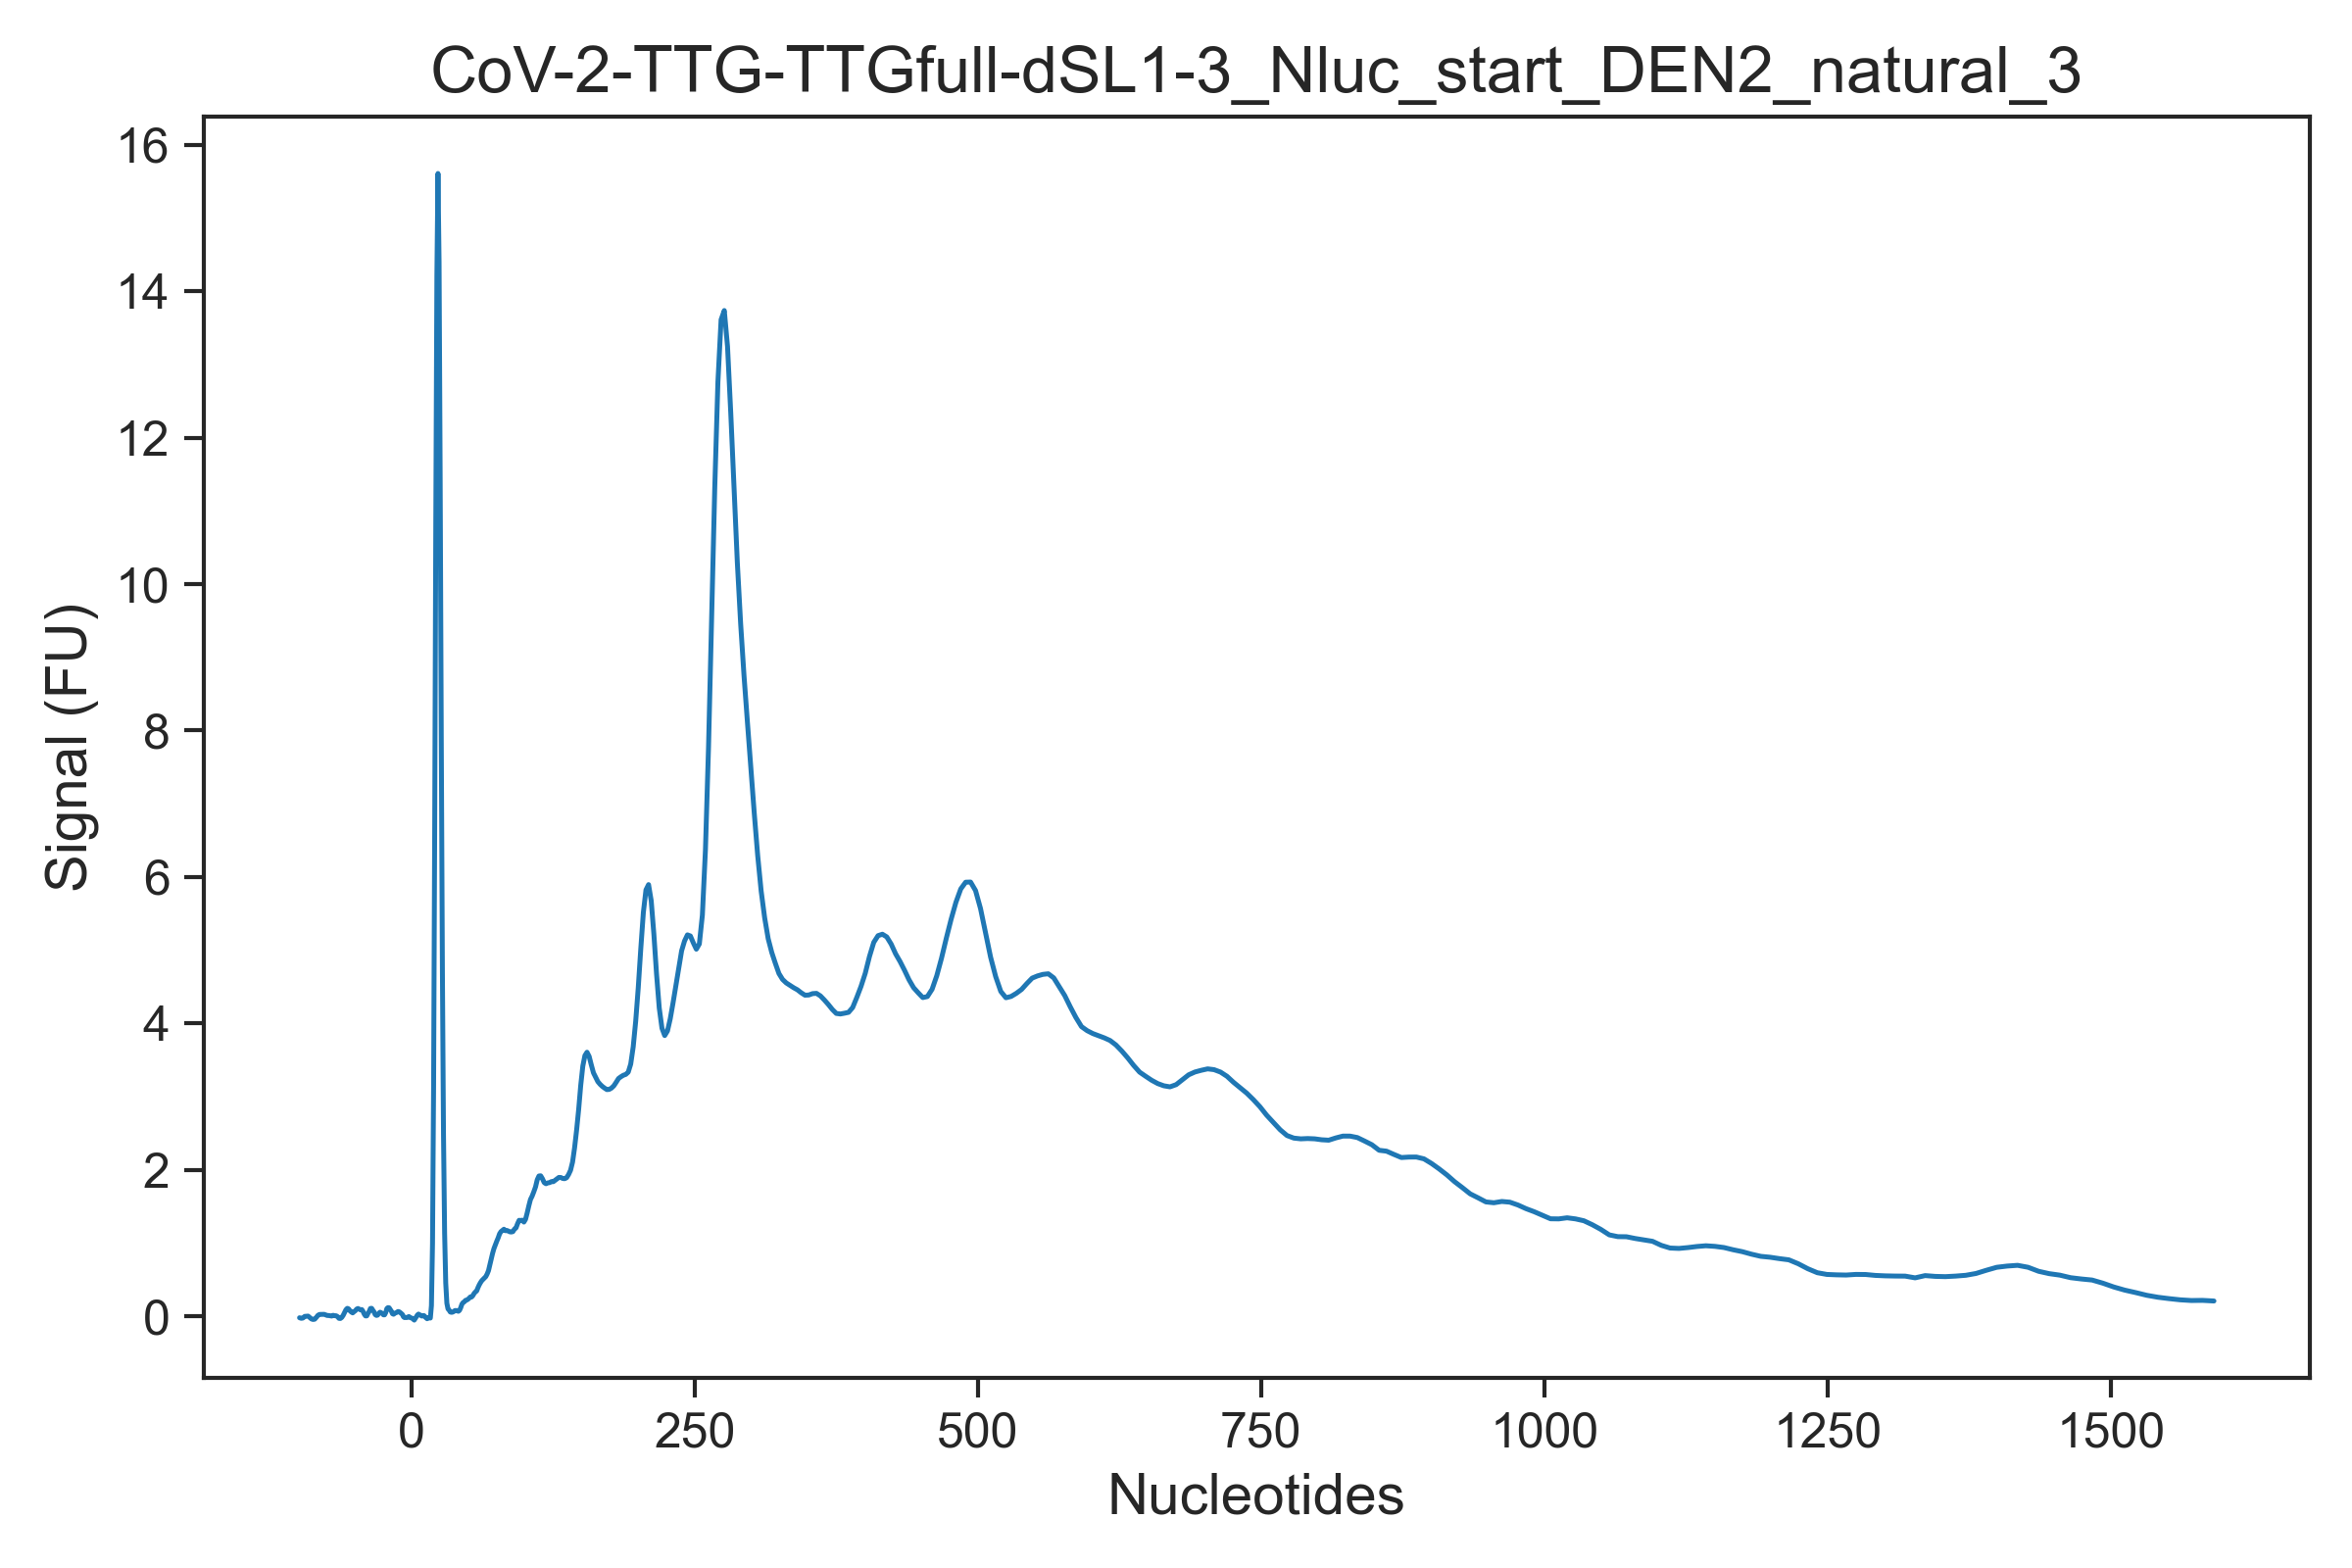 CoV-2-TTG-TTGfull-dSL1-3_Nluc_start_DEN2_natural_3
16
14
12
10
8
6
4
2
0
Signal (FU)
0 250 500 750 1000 1250 1500
Nucleotides